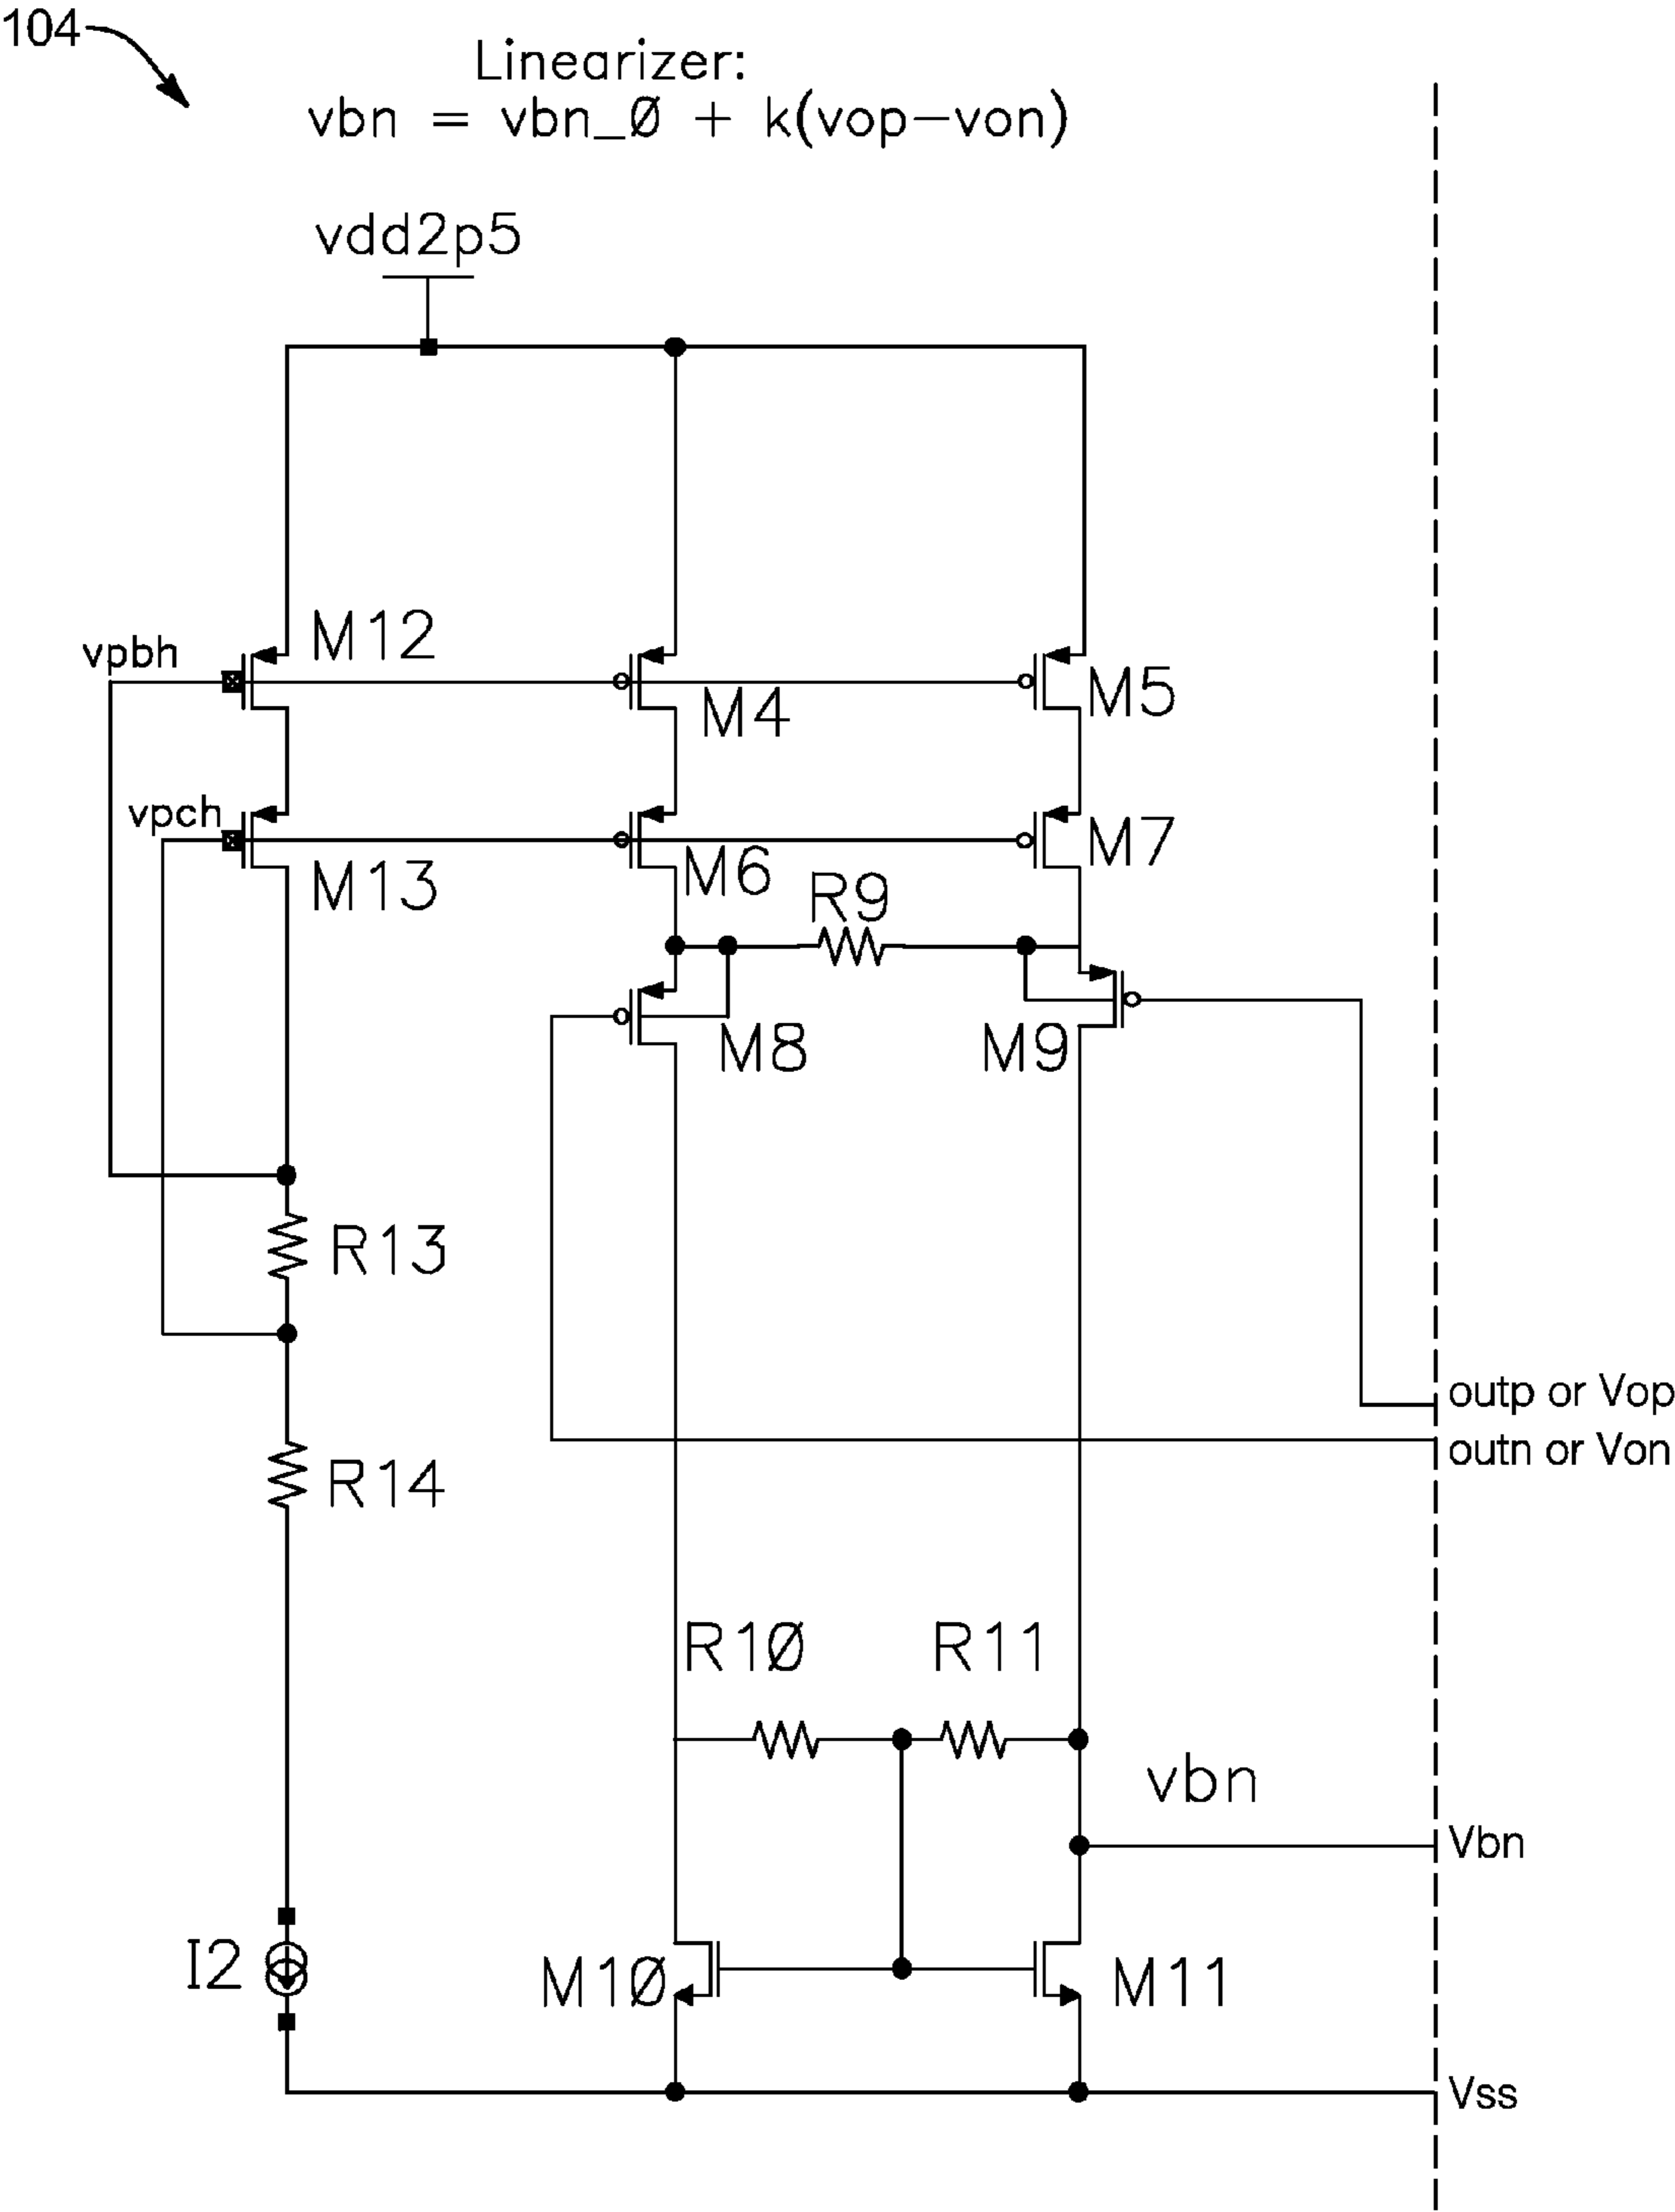 104
Linearizer:
vbn = vbn_Ø + k(vop-von)
vdd2p5
vpbh
M12
M4
M5
vpch
M13
M6
M7
R9
M8
M9
R13
outp or Vop
outn or Von
R14
R1Ø
R11
vbn
Vbn
I2
M1Ø
M11
Vss